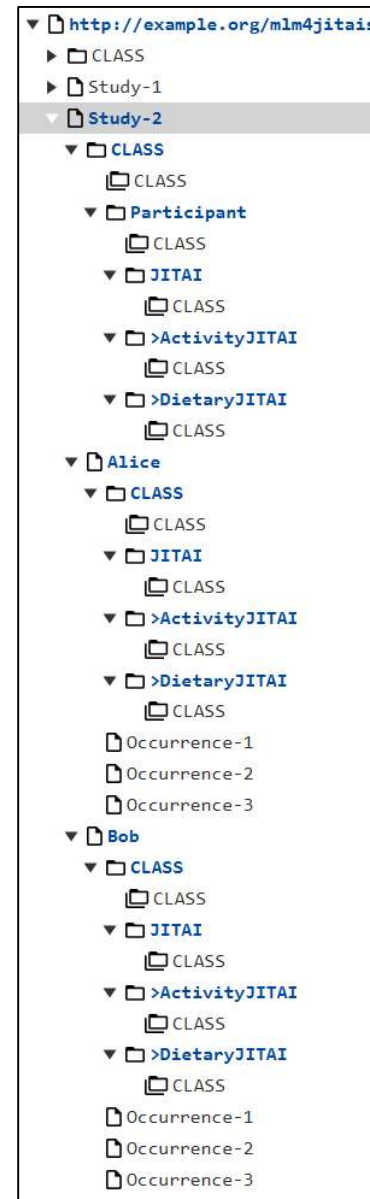 http://example.org/mlm4jitais
CLASS
Study-1
Study-2
CLASS
CLASS
Participant
CLASS
JITAI
CLASS
>ActivityJITAI
CLASS
>DietaryJITAI
CLASS
Alice
CLASS
CLASS
JITAI
CLASS
>ActivityJITAI
CLASS
>DietaryJITAI
CLASS
Occurrence-1
Occurrence-2
Occurrence-3
Bob
CLASS
CLASS
JITAI
CLASS
>ActivityJITAI
CLASS
>DietaryJITAI
CLASS
Occurrence-1
Occurrence-2
Occurrence-3